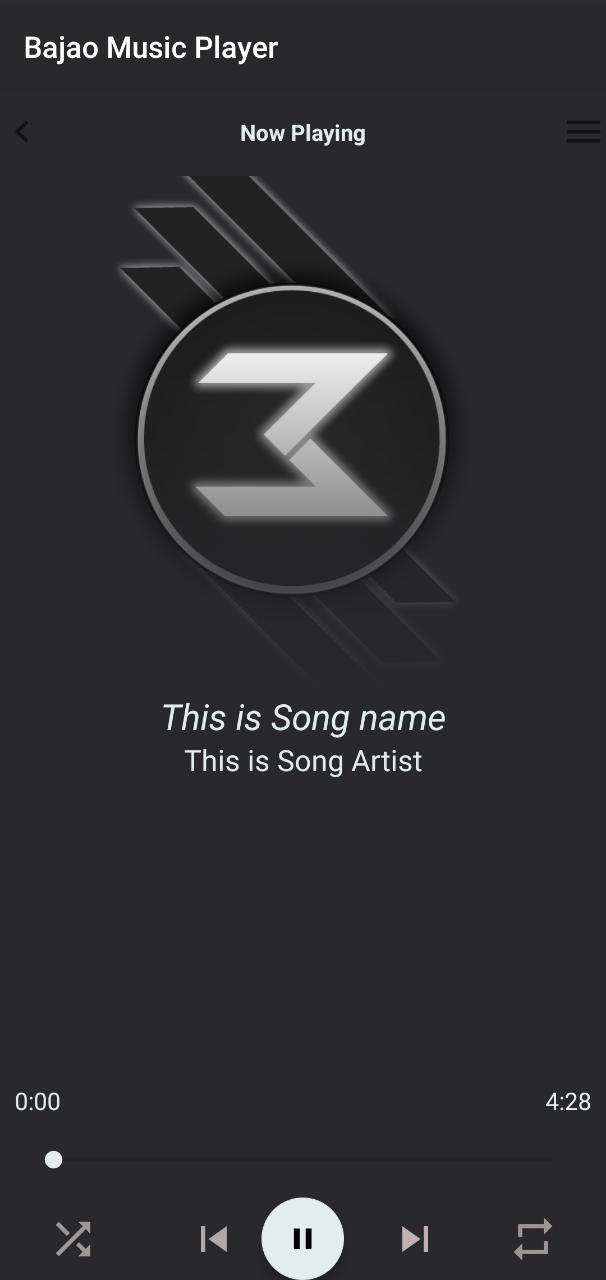 Bajao Music Player
Now Playing
This is Song name
This is Song Artist
0:00 4:28